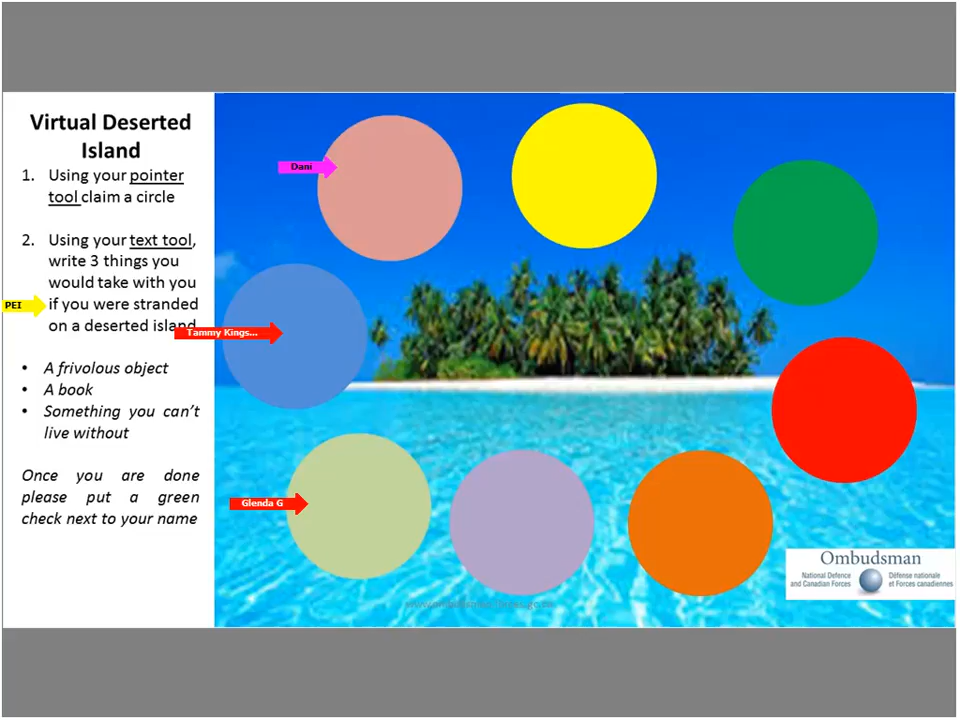 Virtual Deserted
Island
1. Using your pointer
tool claim a circle
2. Using your text tool,
write 3 things you
would take with you
if you were stranded
on a deserted island
• A frivolous object
• A book
• Something you can't
live without
Once you are done
please put a green
check next to your name
PEI
Dani
Tammy Kings...
Glenda G
Ombudsman
National Defence
and Canadian Forces
Défense nationale
et Forces canadiennes